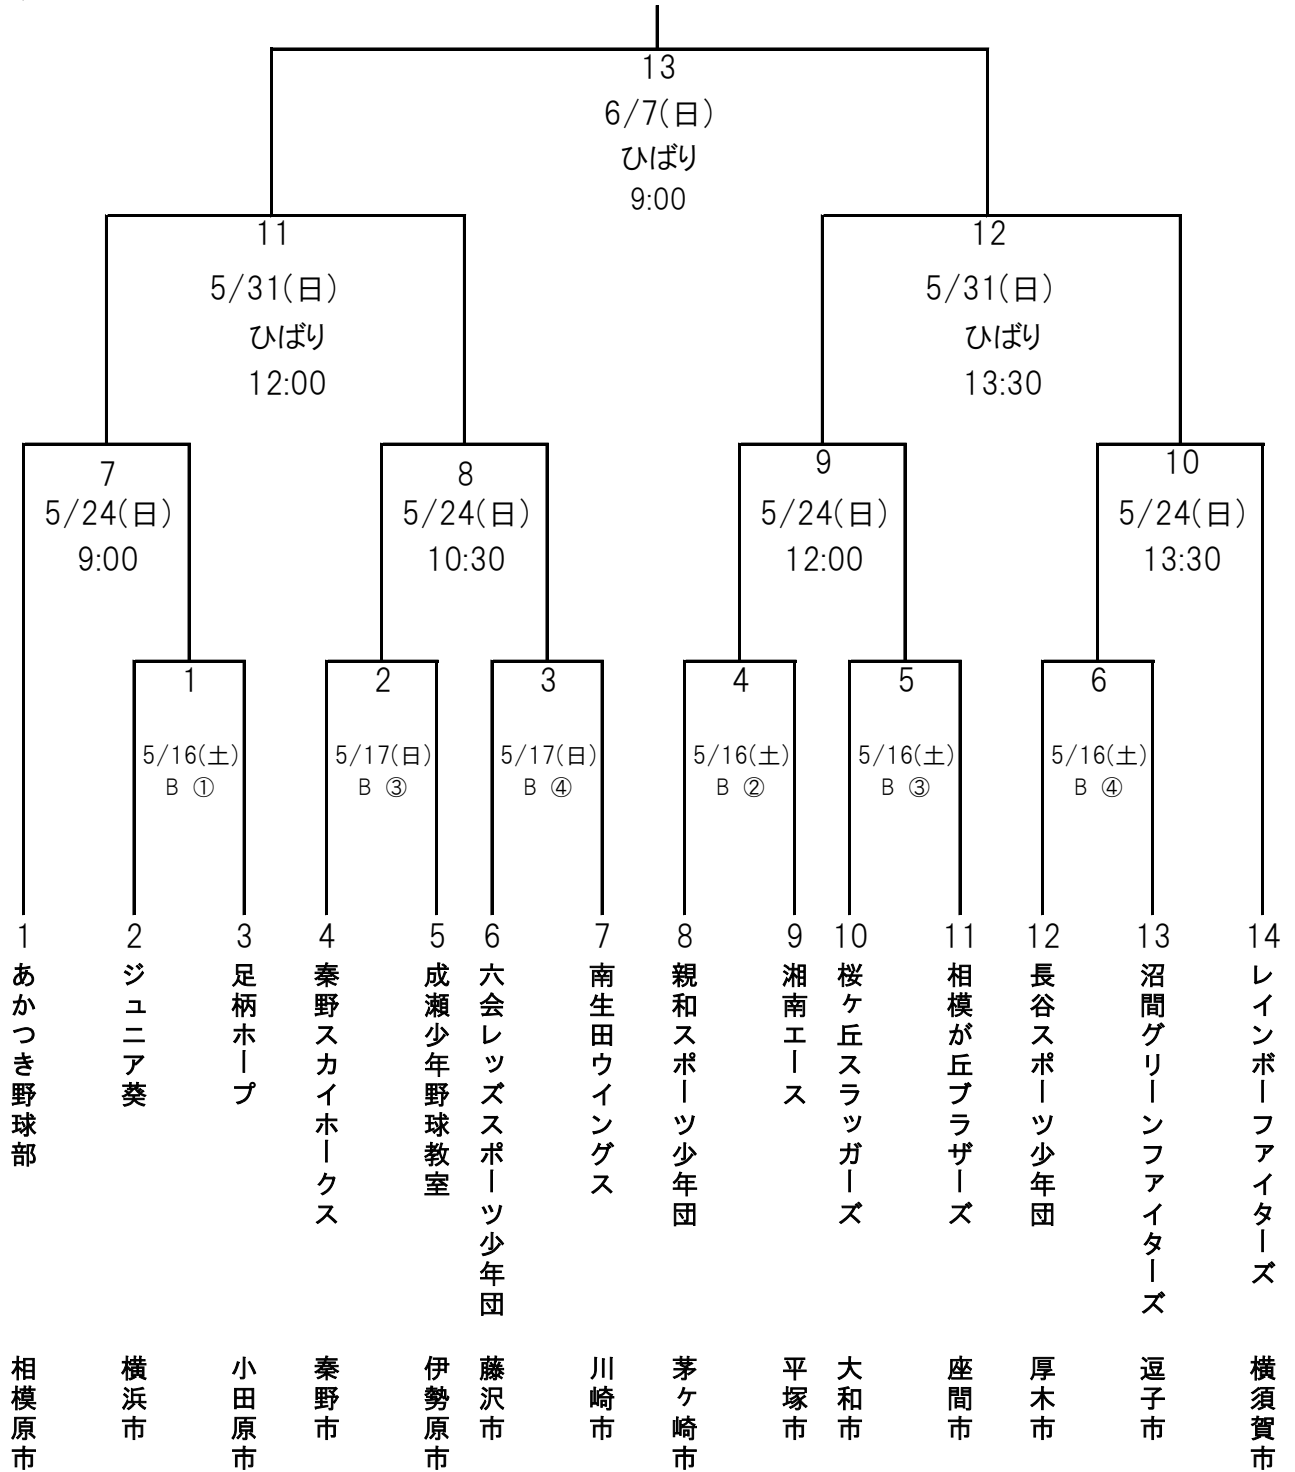 13
6/7(日)
ひばり
9:00
11
5/31(日)
ひばり
12:00
12
5/31(日)
ひばり
13:30
7
5/24(日)
9:00
8
5/24(日)
10:30
9
5/24(日)
12:00
10
5/24(日)
13:30
1
5/16(土)
B ①
2
5/17(日)
B ③
3
5/17(日)
B ④
4
5/16(土)
B ②
5
5/16(土)
B ③
6
5/16(土)
B ④
1
あかつき野球部
相模原市
2
ジュニア葵
横浜市
3
足柄ホープ
小田原市
4
秦野スカイホークス
秦野市
5
成瀬少年野球教室
伊勢原市
6
六会レッズスポーツ少年団
藤沢市
7
南生田ウイングス
川崎市
8
親和スポーツ少年団
茅ケ崎市
9
湘南エース
平塚市
10
桜ヶ丘スラッガーズ
大和市
11
相模が丘ブラザーズ
座間市
12
長谷スポーツ少年団
厚木市
13
沼間グリーンファイターズ
逗子市
14
レインボーファイターズ
横須賀市